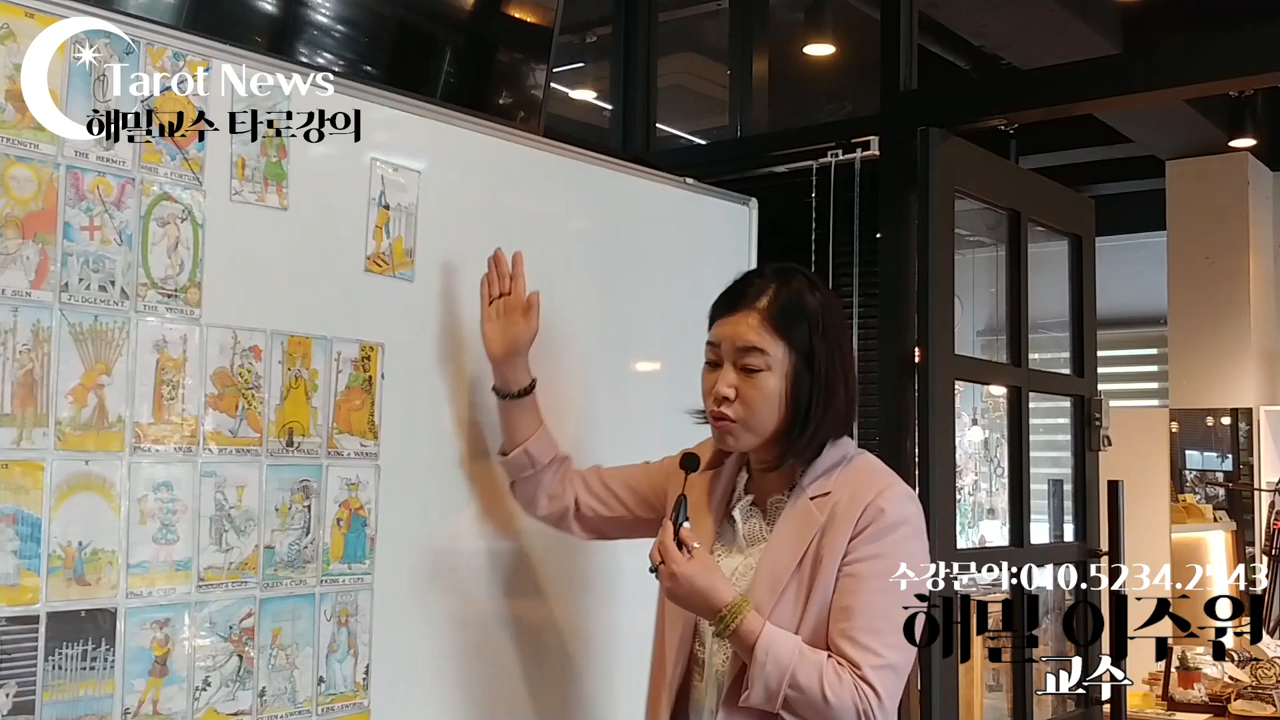 Tarot News
해밀교수 타로강의
STRENGTH
THE HERMIT
WHEEL of FORTUNE
SUN.
JUDGEMENT.
THE WORLD
PAGE of WANDS.
KNIGHT of WANDS.
QUEEN of WANDS.
KING of WANDS.
KNIGHT of CUPS.
QUEEN of CUPS.
KING of CUPS.
QUEEN of SWORDS.
KING of SWORDS
수강문의:010.5234.2543
해밀 이주원
교수